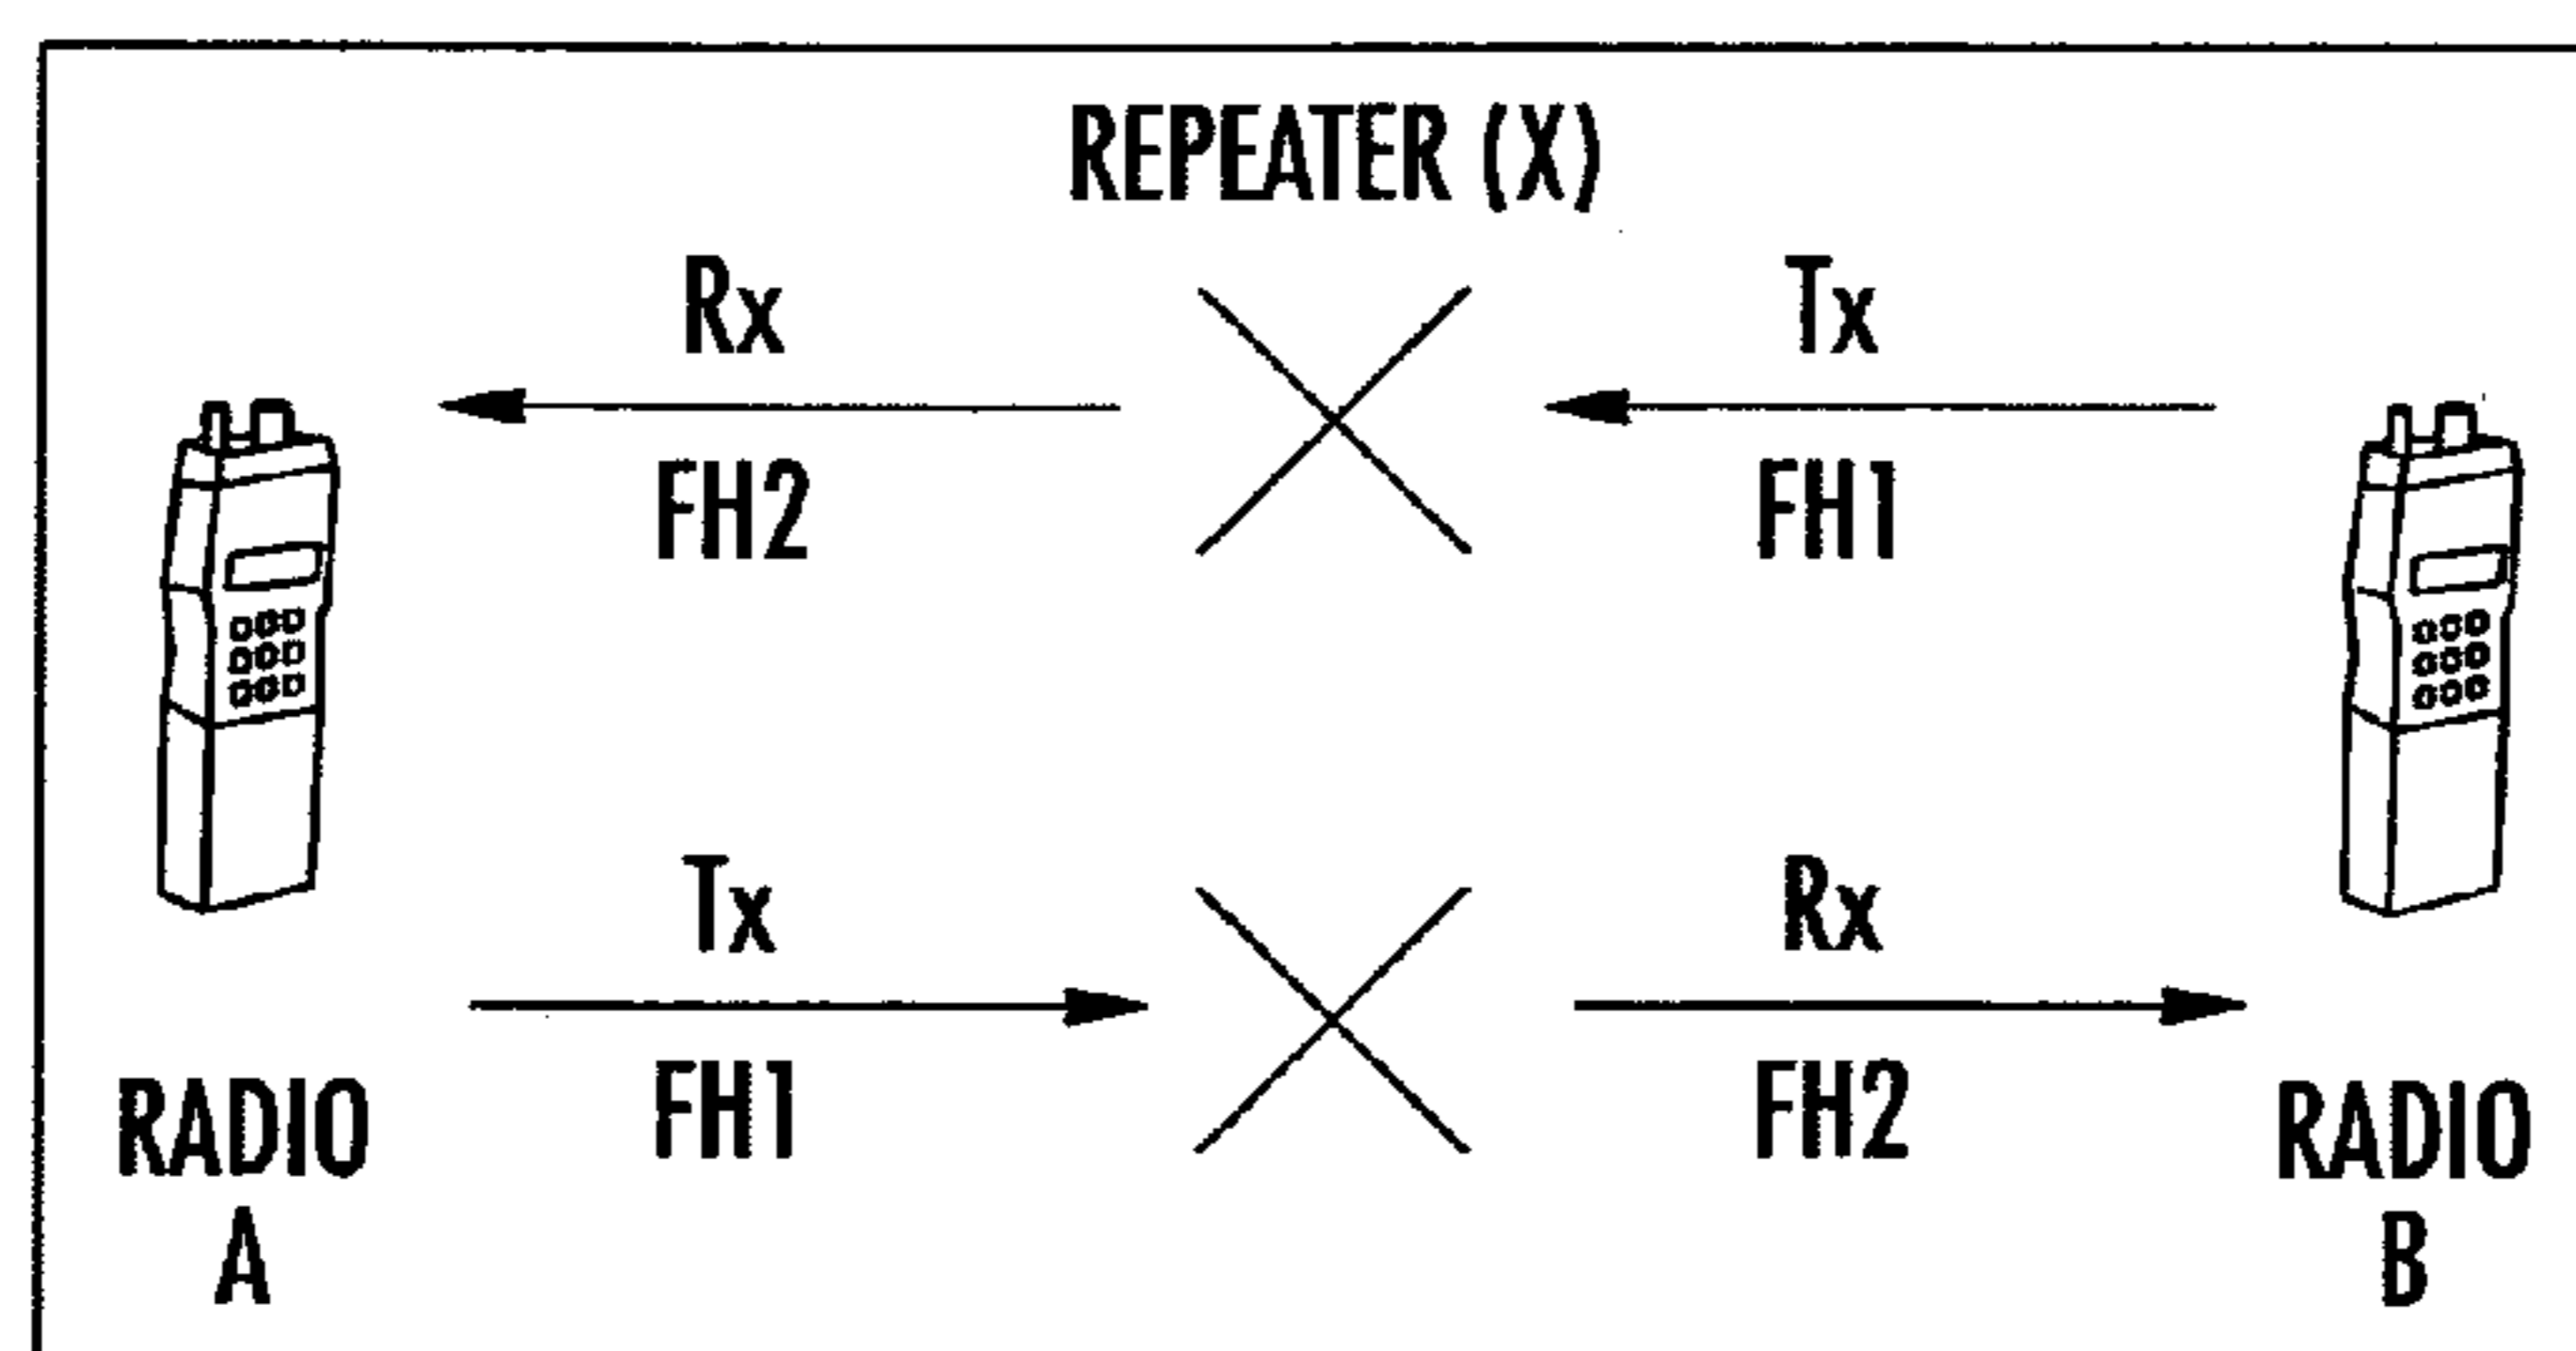 REPEATER (X)
Rx
Tx
FH2
FH1
Tx
Rx
FH1
FH2
RADIO
A
RADIO
B